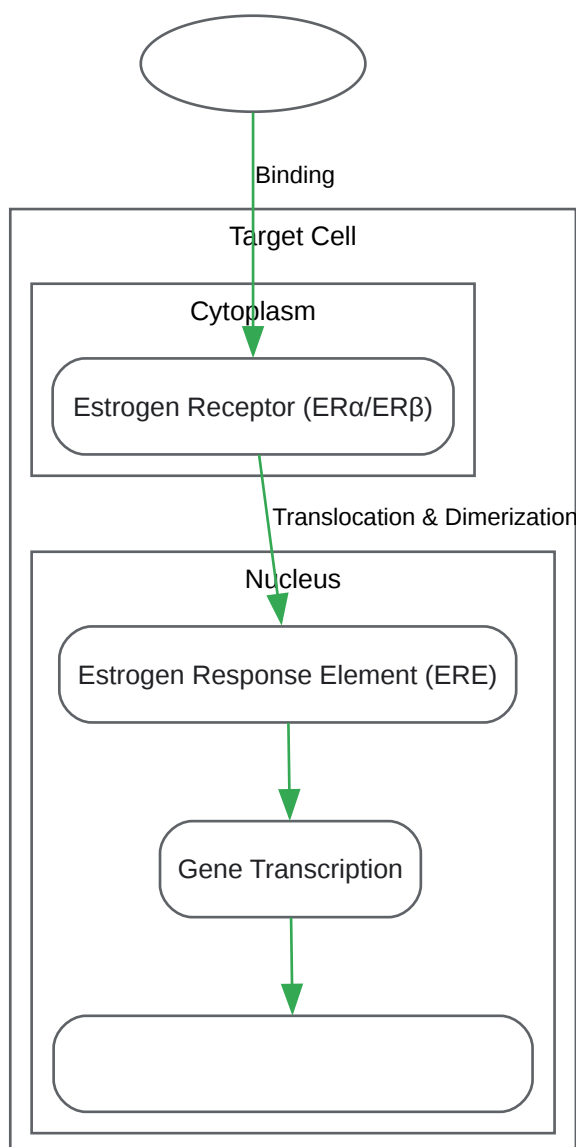 Binding
Target Cell
Cytoplasm
Estrogen Receptor (ERα/ERβ)
Translocation & Dimerization
Nucleus
Estrogen Response Element (ERE)
Gene Transcription